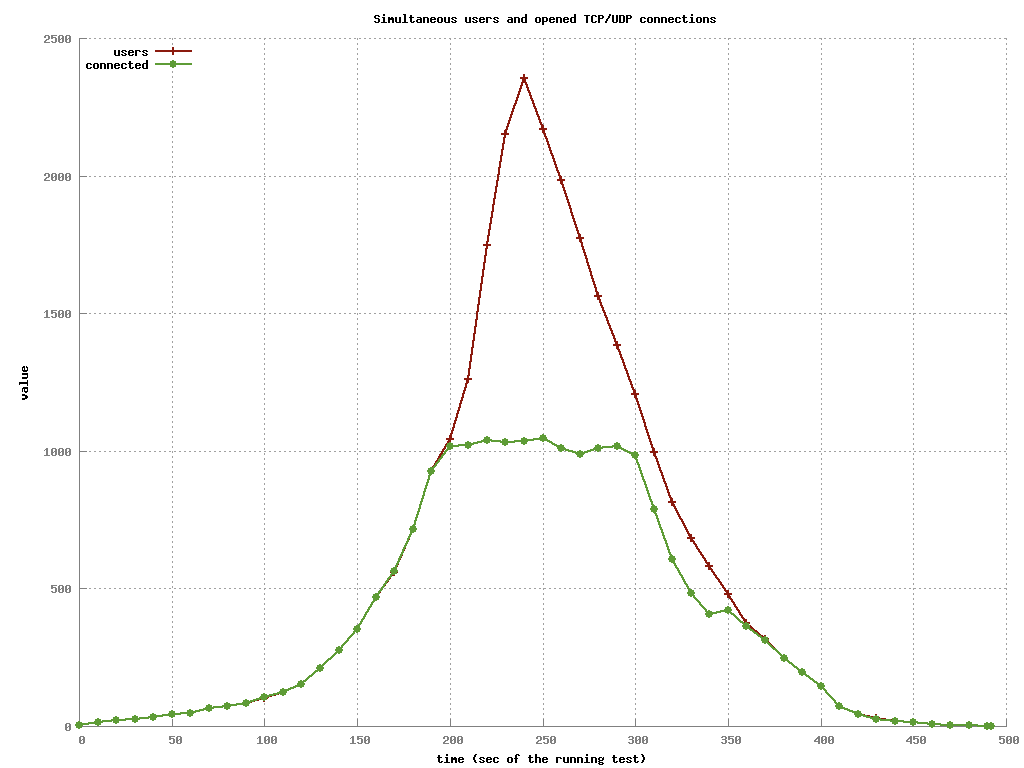 Simultaneous users and opened TCP/UDP connections
2500
users
connected
2000
1500
value
1000
500
0
0 50 100 150 200 250 300 350 400 450 500
time (sec of the running test)